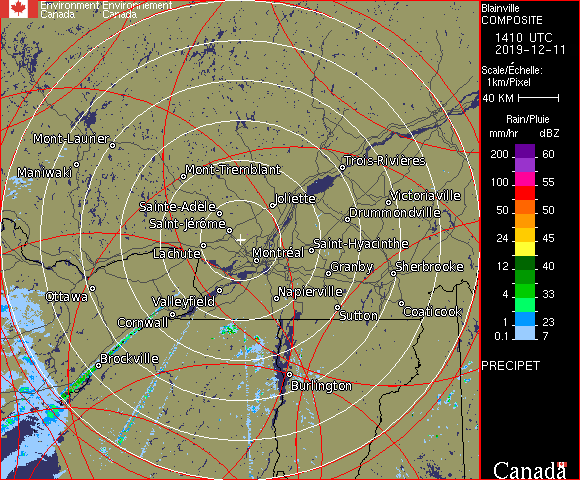 Environment Environnement
Canada Canada
Blainville
COMPOSITE
1410 UTC
2019-12-11
Scale/Échelle:
1km/Pixel
40 KM
Rain/Pluie
mm/hr dBZ
200 60
100 55
50 50
24 45
12 40
4 33
1 23
0.1 7
PRECIPET
Canada
Mont-Laurier
Maniwaki
Mont-Tremblant
Trois-Rivières
Joliette
Victoriaville
Sainte-Adèle
Drummondville
Saint-Jérôme
Saint-Hyacinthe
Lachute
Montréal
Granby
Sherbrooke
Ottawa
Valleyfield
Napierville
Cornwall
Sutton
Coaticook
Brockville
Burlington